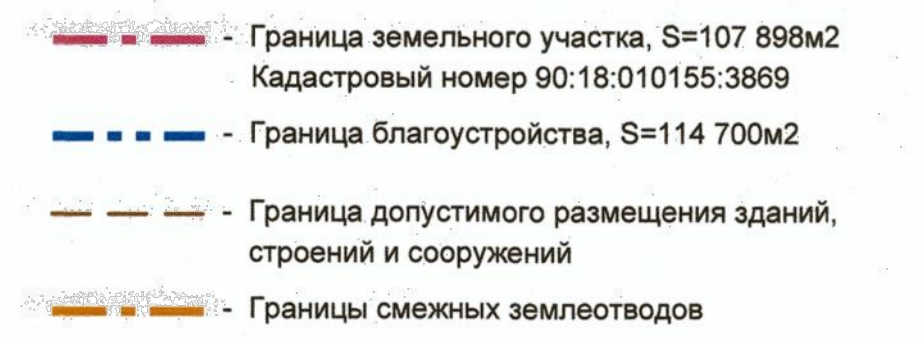 - Граница земельного участка, S=107 898м2
Кадастровый номер 90:18:010155:3869
- Граница благоустройства, S=114 700м2
- Граница допустимого размещения зданий,
строений и сооружений
- Границы смежных землеотводов